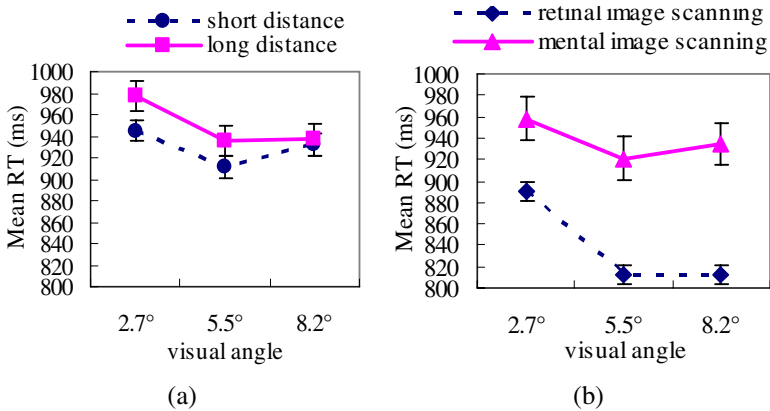 short distance
long distance
1000
980
960
940
920
900
880
860
840
820
800
Mean RT (ms)
2.7° 5.5° 8.2°
visual angle
(a)
retinal image scanning
mental image scanning
1000
980
960
940
920
900
880
860
840
820
800
Mean RT (ms)
2.7° 5.5° 8.2°
visual angle
(b)